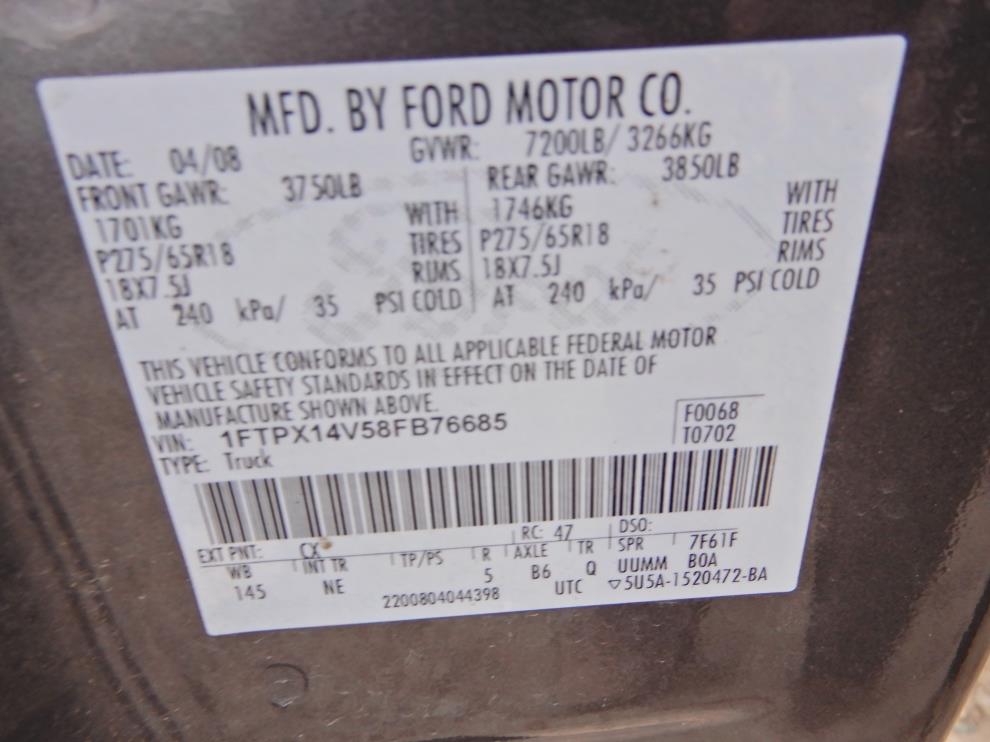 MFD. BY FORD MOTOR CO.
DATE: 04/08 GVWR: 7200LB/ 3266KG
FRONT GAWR: 3750LB REAR GAWR: 3850LB
1701KG WITH 1746KG WITH
P275/65R18 TIRES P275/65R18 TIRES
18X7.5J RIMS 18X7.5J RIMS
AT 240 kPa/ 35 PSI COLD AT 240 kPa/ 35 PSI COLD
THIS VEHICLE CONFORMS TO ALL APPLICABLE FEDERAL MOTOR
VEHICLE SAFETY STANDARDS IN EFFECT ON THE DATE OF
MANUFACTURE SHOWN ABOVE.
VIN: 1FTPX14V58FB76685 F0068
TYPE: Truck T0702
EXT PNT: CX RC: 47 DSO:
WB INT TR TP/PS R AXLE TR SPR 7F61F
145 NE 5 B6 Q UUMM BOA
2200804044398 UTC ▽5U5A-1520472-BA